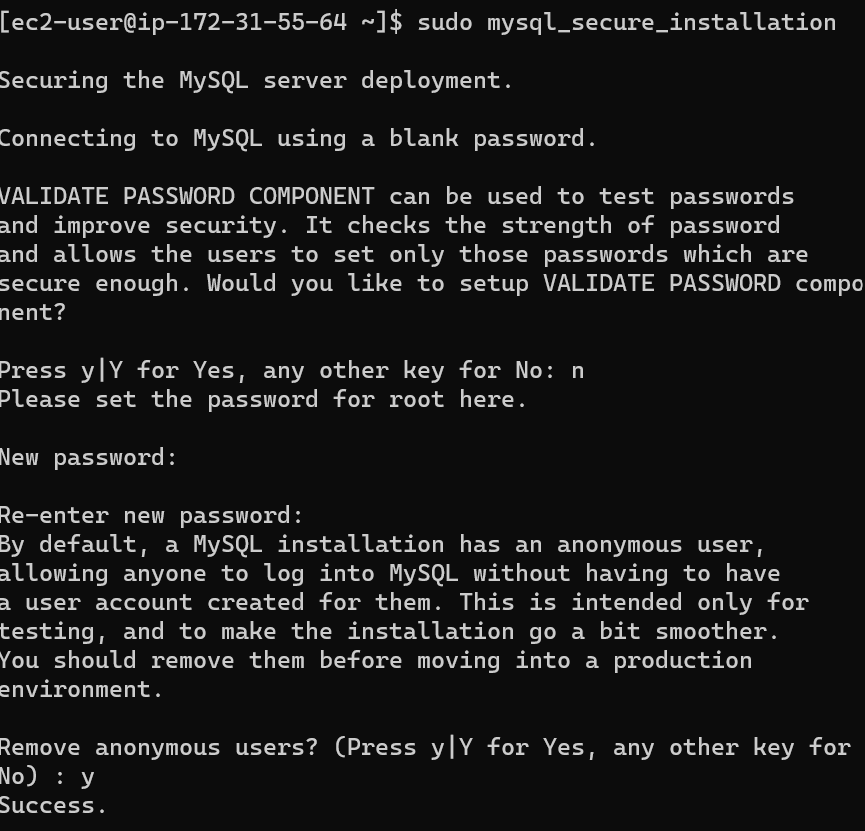 [ec2-user@ip-172-31-55-64 ~]$ sudo mysql_secure_installation
Securing the MySQL server deployment.
Connecting to MySQL using a blank password.
VALIDATE PASSWORD COMPONENT can be used to test passwords
and improve security. It checks the strength of password
and allows the users to set only those passwords which are
secure enough. Would you like to setup VALIDATE PASSWORD compo
nent?
Press y|Y for Yes, any other key for No: n
Please set the password for root here.
New password:
Re-enter new password:
By default, a MySQL installation has an anonymous user,
allowing anyone to log into MySQL without having to have
a user account created for them. This is intended only for
testing, and to make the installation go a bit smoother.
You should remove them before moving into a production
environment.
Remove anonymous users? (Press y|Y for Yes, any other key for
No) : y
Success.